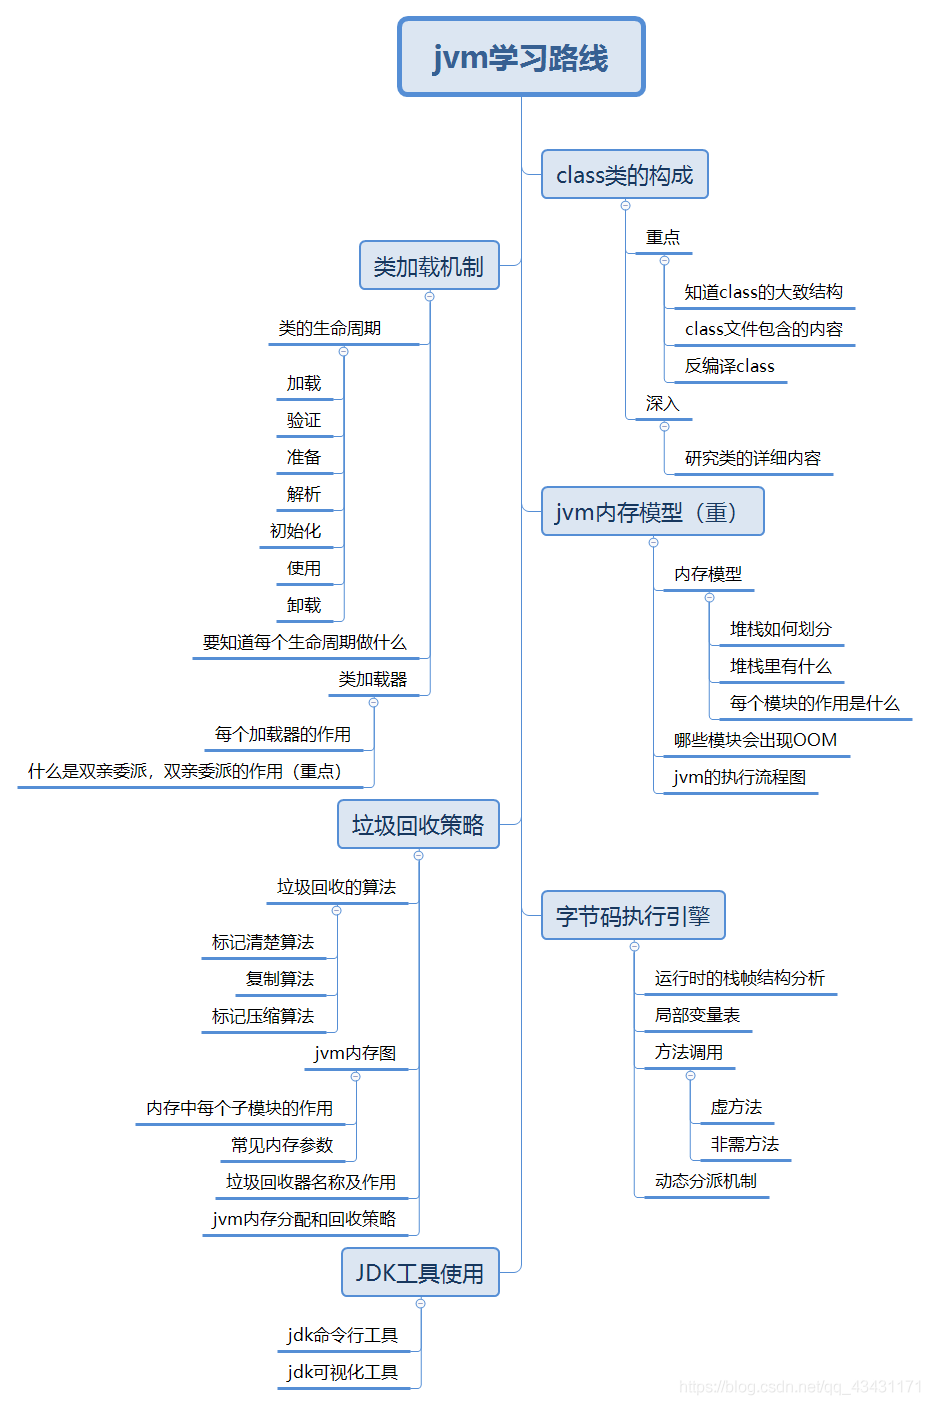 jvm学习路线
class类的构成
重点
知道class的大致结构
class文件包含的内容
反编译class
深入
研究类的详细内容
类加载机制
类的生命周期
加载
验证
准备
解析
初始化
使用
卸载
要知道每个生命周期做什么
类加载器
每个加载器的作用
什么是双亲委派，双亲委派的作用（重点）
jvm内存模型（重）
内存模型
堆栈如何划分
堆栈里有什么
每个模块的作用是什么
哪些模块会出现OOM
jvm的执行流程图
垃圾回收策略
垃圾回收的算法
标记清楚算法
复制算法
标记压缩算法
jvm内存图
内存中每个子模块的作用
常见内存参数
垃圾回收器名称及作用
jvm内存分配和回收策略
字节码执行引擎
运行时的栈帧结构分析
局部变量表
方法调用
虚方法
非需方法
动态分派机制
JDK工具使用
jdk命令行工具
jdk可视化工具
https://blog.csdn.net/qq_43431171